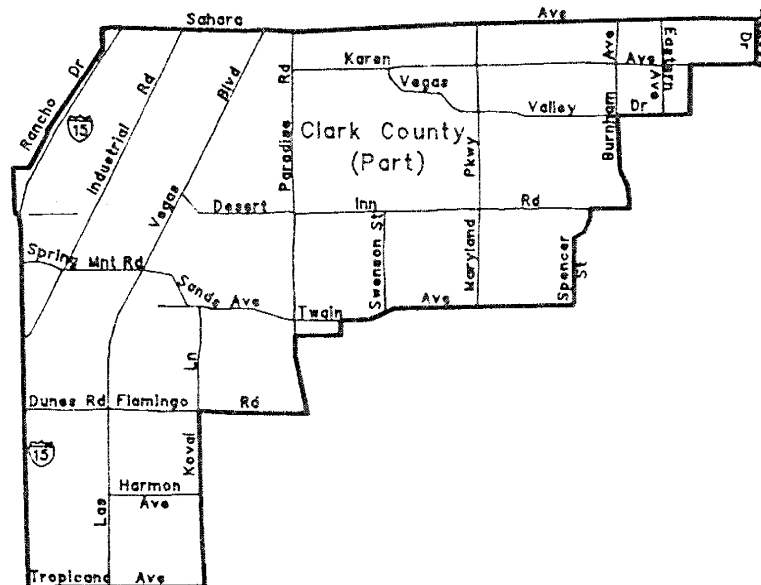 Sahara Ave
Rancho Dr
15
Industrial Rd
Vegas Blvd
Paradise Rd
Karen Ave
Vegas Valley Dr
Burnham Ave
Eastern Ave
Dr
Clark County
(Part)
Maryland Pkwy
Desert Inn Rd
Swenson St
Spencer St
Spring Mnt Rd
Sands Ave
Twain Ave
Koval Ln
Dunes Rd
Flamingo Rd
15
Las
Harmon Ave
Tropicana Ave